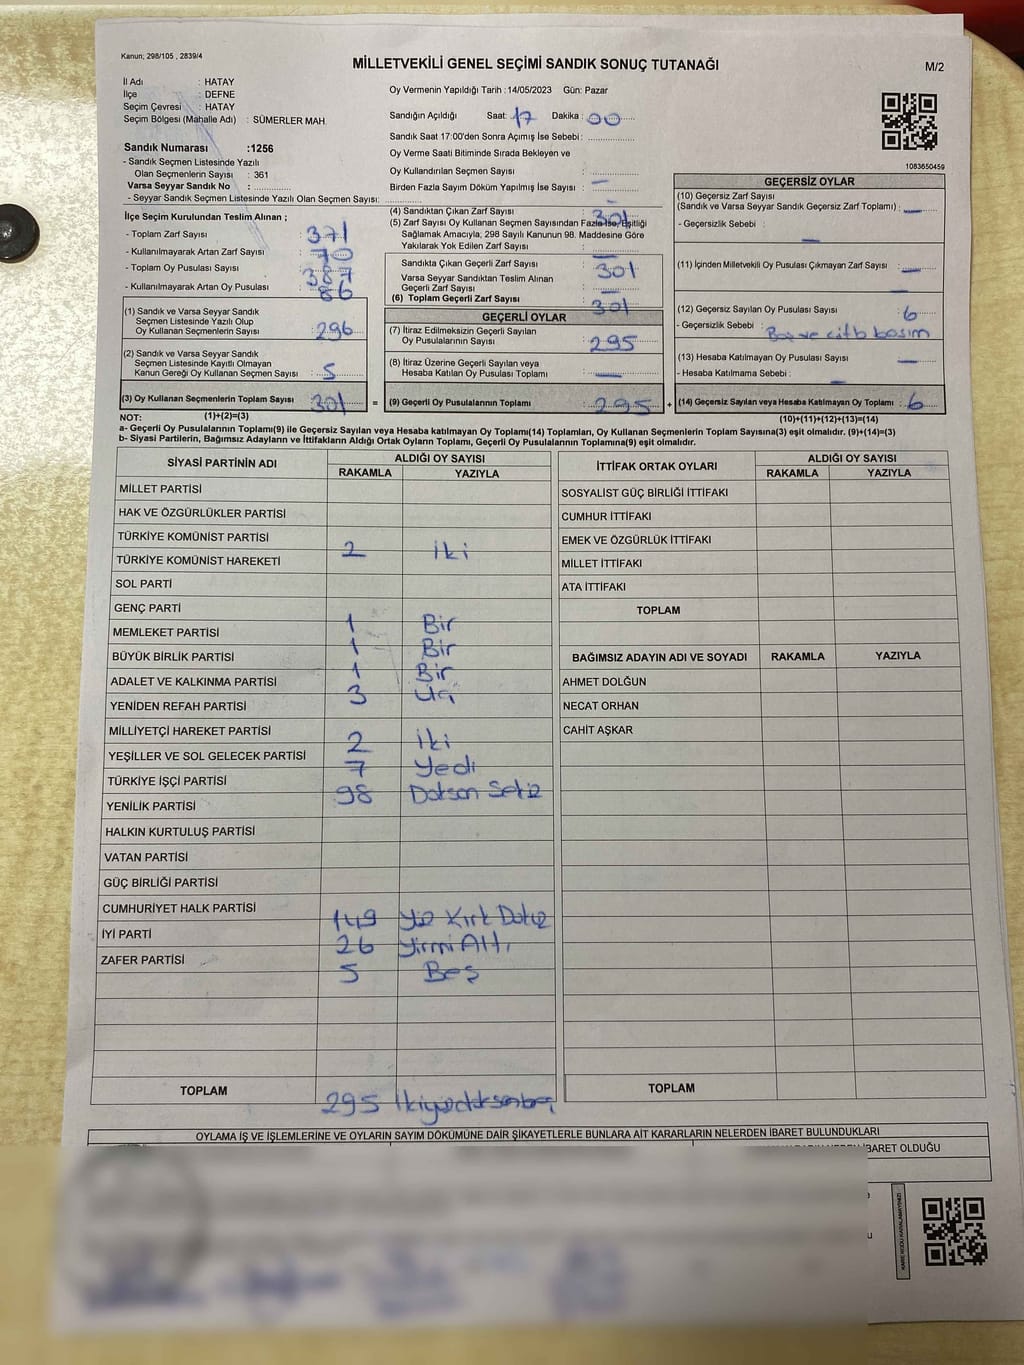 Kanun; 298/105 , 2839/4
MİLLETVEKİLİ GENEL SEÇİMİ SANDIK SONUÇ TUTANAĞI
M/2
İl Adı : HATAY
İlçe : DEFNE
Seçim Çevresi : HATAY
Seçim Bölgesi (Mahalle Adı) : SÜMERLER MAH.
Sandık Numarası :1256
- Sandık Seçmen Listesinde Yazılı
Olan Seçmenlerin Sayısı : 361
Varsa Seyyar Sandık No :
- Seyyar Sandık Seçmen Listesinde Yazılı Olan Seçmen Sayısı:
Oy Vermenin Yapıldığı Tarih : 14/05/2023 Gün: Pazar
Sandığın Açıldığı Saat: 17 Dakika : 00
Sandık Saat 17:00'den Sonra Açımış İse Sebebi :
Oy Verme Saati Bitiminde Sırada Bekleyen ve
Oy Kullandırılan Seçmen Sayısı :
Birden Fazla Sayım Döküm Yapılmış İse Sayısı : —
1083650459
İlçe Seçim Kurulundan Teslim Alınan ;
- Toplam Zarf Sayısı : 371
- Kullanılmayarak Artan Zarf Sayısı : 70
- Toplam Oy Pusulası Sayısı : 387
- Kullanılmayarak Artan Oy Pusulası : 86
(1) Sandık ve Varsa Seyyar Sandık
Seçmen Listesinde Yazılı Olup
Oy Kullanan Seçmenlerin Sayısı : 296
(2) Sandık ve Varsa Seyyar Sandık
Seçmen Listesinde Kayıtlı Olmayan
Kanun Gereği Oy Kullanan Seçmen Sayısı : 5
(3) Oy Kullanan Seçmenlerin Toplam Sayısı : 301 =
(4) Sandıktan Çıkan Zarf Sayısı : 301
(5) Zarf Sayısı Oy Kullanan Seçmen Sayısından Fazla İse, Eşitliği
Sağlamak Amacıyla, 298 Sayılı Kanunun 98. Maddesine Göre
Yakılarak Yok Edilen Zarf Sayısı : —
Sandıkta Çıkan Geçerli Zarf Sayısı : 301
Varsa Seyyar Sandıktan Teslim Alınan
Geçerli Zarf Sayısı : —
(6) Toplam Geçerli Zarf Sayısı : 301
GEÇERLİ OYLAR
(7) İtiraz Edilmeksizin Geçerli Sayılan
Oy Pusulalarının Sayısı : 295
(8) İtiraz Üzerine Geçerli Sayılan veya
Hesaba Katılan Oy Pusulası Toplamı : —
(9) Geçerli Oy Pusulalarının Toplamı : 295 +
GEÇERSİZ OYLAR
(10) Geçersiz Zarf Sayısı
(Sandık ve Varsa Seyyar Sandık Geçersiz Zarf Toplamı) : —
- Geçersizlik Sebebi : —
(11) İçinden Milletvekili Oy Pusulası Çıkmayan Zarf Sayısı : —
(12) Geçersiz Sayılan Oy Pusulası Sayısı : 6
- Geçersizlik Sebebi : Boş ve çift basım
(13) Hesaba Katılmayan Oy Pusulası Sayısı : —
- Hesaba Katılmama Sebebi : —
(14) Geçersiz Sayılan veya Hesaba Katılmayan Oy Toplamı : 6
NOT: (1)+(2)=(3) (10)+(11)+(12)+(13)=(14)
a- Geçerli Oy Pusulalarının Toplamı(9) ile Geçersiz Sayılan veya Hesaba Katılmayan Oy Pusulası Toplamı(14) Toplamları, Oy Kullanan Seçmenlerin Toplam Sayısına(3) eşit olmalıdır. (9)+(14)=(3)
b- Siyasi Partilerin, Bağımsız Adayların ve İttifakların Aldığı Ortak Oyların Toplamı, Geçerli Oy Pusulalarının Toplamına(9) eşit olmalıdır.
SİYASİ PARTİNİN ADI ALDIĞI OY SAYISI
RAKAMLA YAZIYLA
MİLLET PARTİSİ
HAK VE ÖZGÜRLÜKLER PARTİSİ
TÜRKİYE KOMÜNİST PARTİSİ
2 iki
TÜRKİYE KOMÜNİST HAREKETİ
SOL PARTİ
GENÇ PARTİ
1 Bir
MEMLEKET PARTİSİ
1 Bir
BÜYÜK BİRLİK PARTİSİ
1 Bir
ADALET VE KALKINMA PARTİSİ
3 Üç
YENİDEN REFAH PARTİSİ
MİLLİYETÇİ HAREKET PARTİSİ
2 iki
YEŞİLLER VE SOL GELECEK PARTİSİ
7 Yedi
TÜRKİYE İŞÇİ PARTİSİ
98 Doksan Sekiz
YENİLİK PARTİSİ
HALKIN KURTULUŞ PARTİSİ
VATAN PARTİSİ
GÜÇ BİRLİĞİ PARTİSİ
CUMHURİYET HALK PARTİSİ
149 Yüz Kırk Dokuz
İYİ PARTİ
26 Yirmi Altı
ZAFER PARTİSİ
5 Beş
TOPLAM
295 İkiyüzdoksanbeş
İTTİFAK ORTAK OYLARI ALDIĞI OY SAYISI
RAKAMLA YAZIYLA
SOSYALIST GÜÇ BİRLİĞİ İTTİFAKI
CUMHUR İTTİFAKI
EMEK VE ÖZGÜRLÜK İTTİFAKI
MİLLET İTTİFAKI
ATA İTTİFAKI
TOPLAM
BAĞIMSIZ ADAYIN ADI VE SOYADI RAKAMLA YAZIYLA
AHMET DOLĞUN
NECAT ORHAN
CAHİT AŞKAR
TOPLAM
OYLAMA İŞ VE İŞLEMLERİNE VE OYLARIN SAYIM DÖKÜMÜNE DAİR ŞİKAYETLERLE BUNLARA AİT KARARLARIN NELERDEN İBARET BULUNDUKLARI
İBARET OLDUĞU
KARE KODU KARALAMAYINIZ!